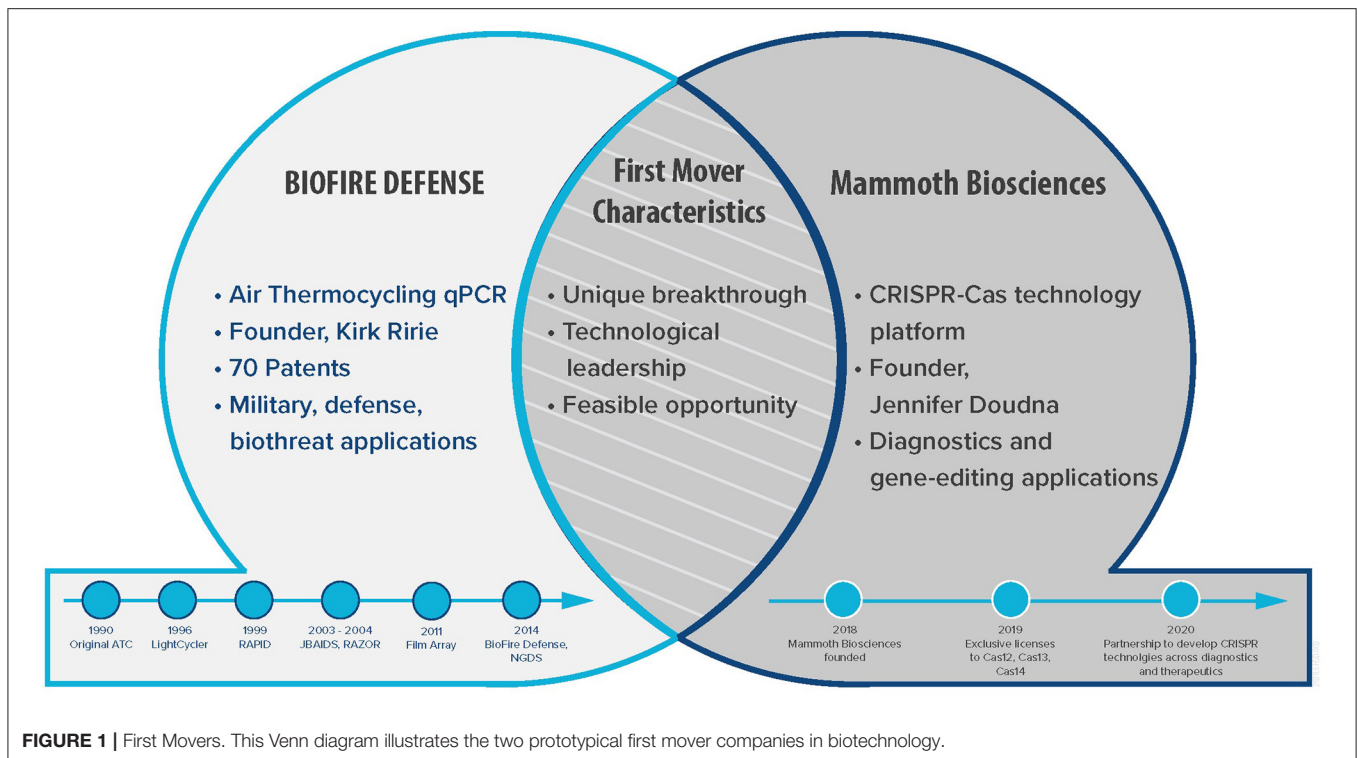 BIOFIRE DEFENSE
• Air Thermocycling qPCR
• Founder, Kirk Ririe
• 70 Patents
• Military, defense,
biothreat applications
First Mover
Characteristics
• Unique breakthrough
• Technological
leadership
• Feasible opportunity
Mammoth Biosciences
• CRISPR-Cas technology
platform
• Founder,
Jennifer Doudna
• Diagnostics and
gene-editing applications
1990
Original ATC
1996
LightCycler
1999
RAPID
2003 - 2004
JBAIDS, RAZOR
2011
Film Array
2014
BioFire Defense,
NGDS
2018
Mammoth Biosciences
founded
2019
Exclusive licenses
to Cas12, Cas13,
Cas14
2020
Partnership to develop CRISPR
technolgies across diagnostics
and therapeutics
FIGURE 1 | First Movers. This Venn diagram illustrates the two prototypical first mover companies in biotechnology.